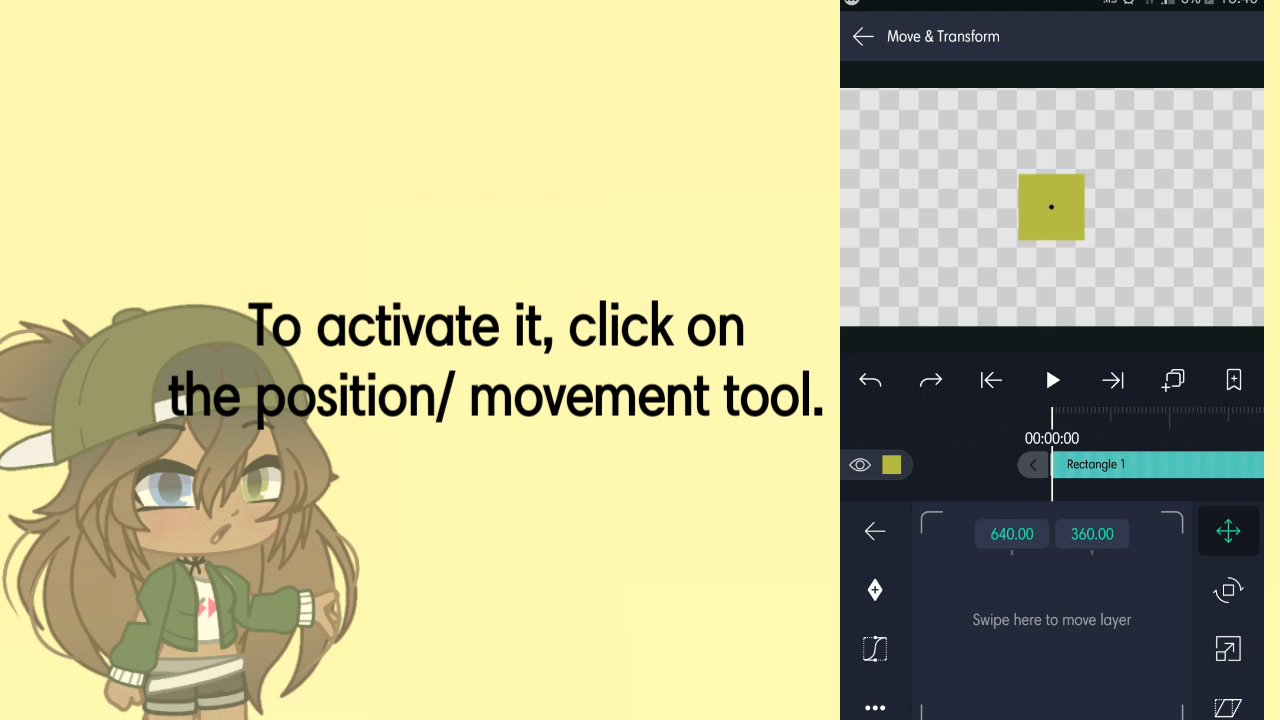 To activate it, click on
the position/ movement tool.
Move & Transform
00:00:00
Rectangle 1
640.00 360.00
X Y
Swipe here to move layer